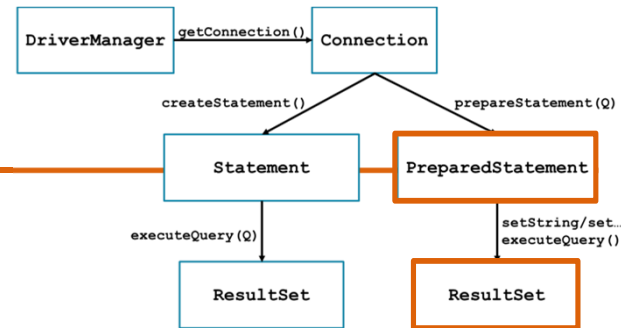 DriverManager
getConnection()
Connection
createStatement()
prepareStatement(Q)
Statement
PreparedStatement
executeQuery(Q)
setString/set…
executeQuery()
ResultSet
ResultSet